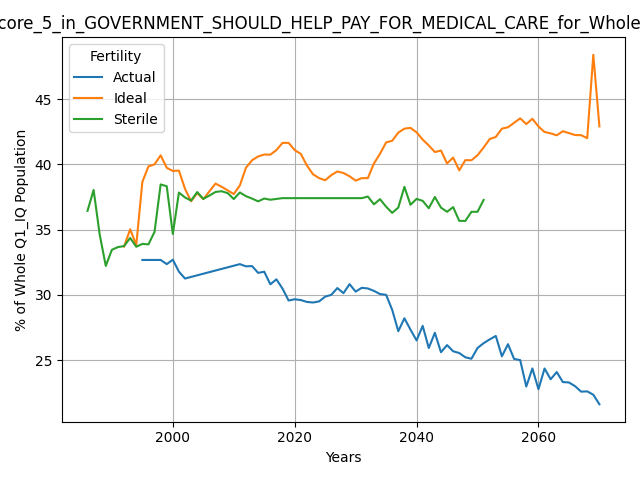 core_5_in_GOVERNMENT_SHOULD_HELP_PAY_FOR_MEDICAL_CARE_for_Whole
Fertility
Actual
Ideal
Sterile
% of Whole Q1_IQ Population
45
40
35
30
25
2000
2020
2040
2060
Years